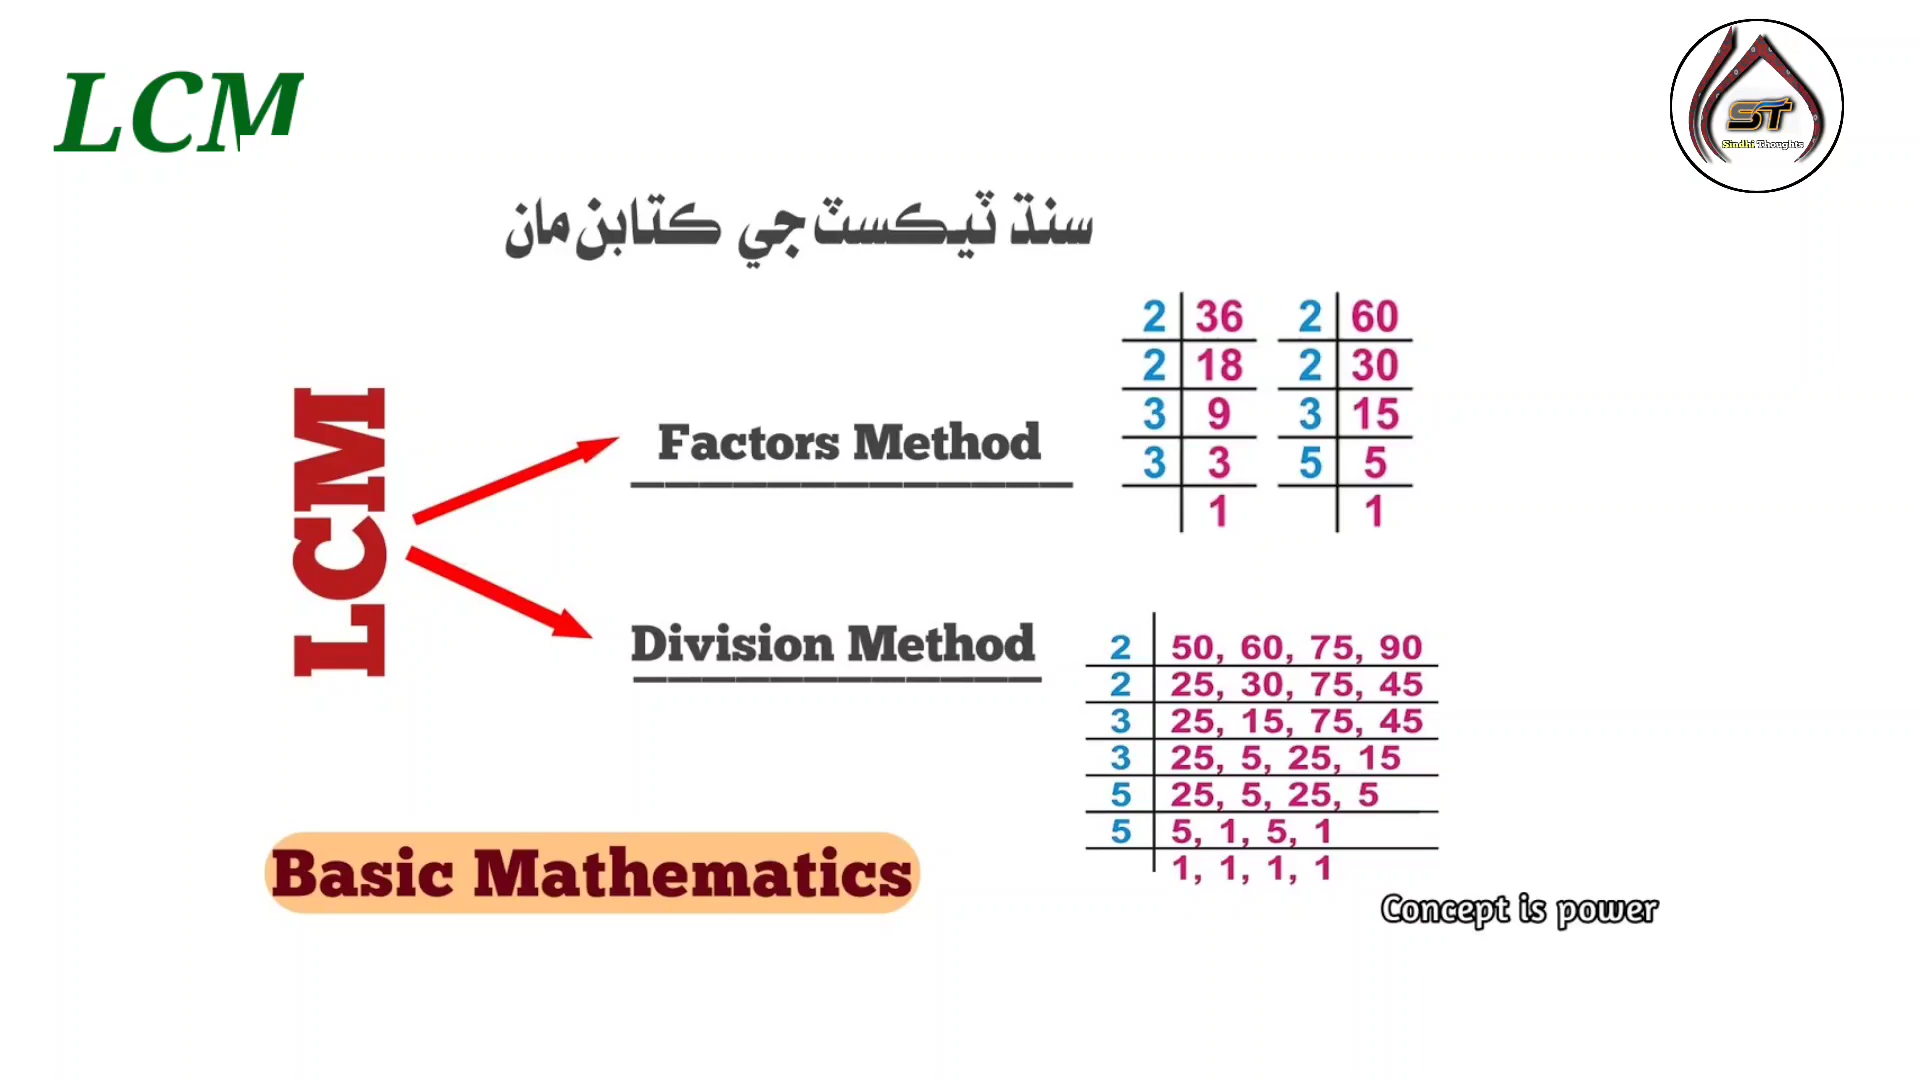 LCM
ST
Sindhi Thoughts
سنڌ ٽيڪسٽ جي ڪتابن مان
2 36
2 18
3 9
3 3
1
2 60
2 30
3 15
5 5
1
LCM
Factors Method
Division Method
2 50, 60, 75, 90
2 25, 30, 75, 45
3 25, 15, 75, 45
3 25, 5, 25, 15
5 25, 5, 25, 5
5 5, 1, 5, 1
1, 1, 1, 1
Basic Mathematics
Concept is power